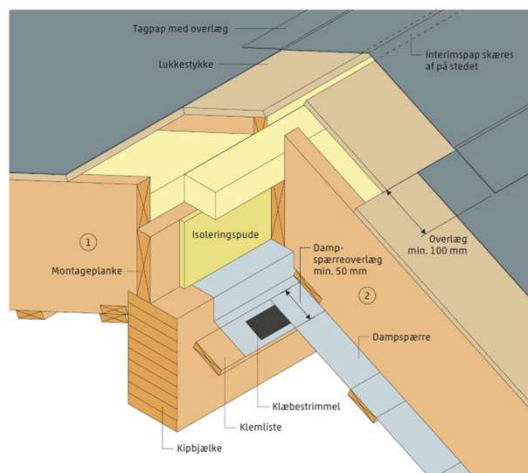 Tagpap med overlæg
Lukkestykke
Interimspap skæres
af på stedet
Isoleringspude
1
Montageplanke
Damp-
spærreoverlæg
min. 50 mm
2
Overlæg
min. 100 mm
Dampspærre
Klæbestrimmel
Klemliste
Kipbjælke